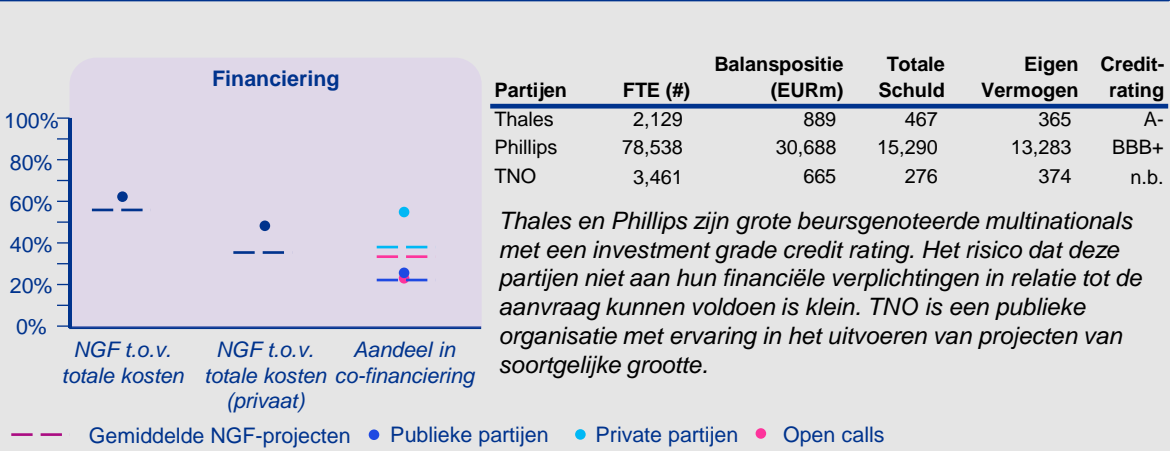 Financiering
100%
80%
60%
40%
20%
0%
NGF t.o.v. totale kosten
NGF t.o.v. totale kosten (privaat)
Aandeel in co-financiering
Gemiddelde NGF-projecten Publieke partijen Private partijen Open calls
Partijen FTE (#) Balanspositie (EURm) Totale Schuld Eigen Vermogen Credit-rating
Thales 2,129 889 467 365 A-
Phillips 78,538 30,688 15,290 13,283 BBB+
TNO 3,461 665 276 374 n.b.
Thales en Phillips zijn grote beursgenoteerde multinationals
met een investment grade credit rating. Het risico dat deze
partijen niet aan hun financiële verplichtingen in relatie tot de
aanvraag kunnen voldoen is klein. TNO is een publieke
organisatie met ervaring in het uitvoeren van projecten van
soortgelijke grootte.